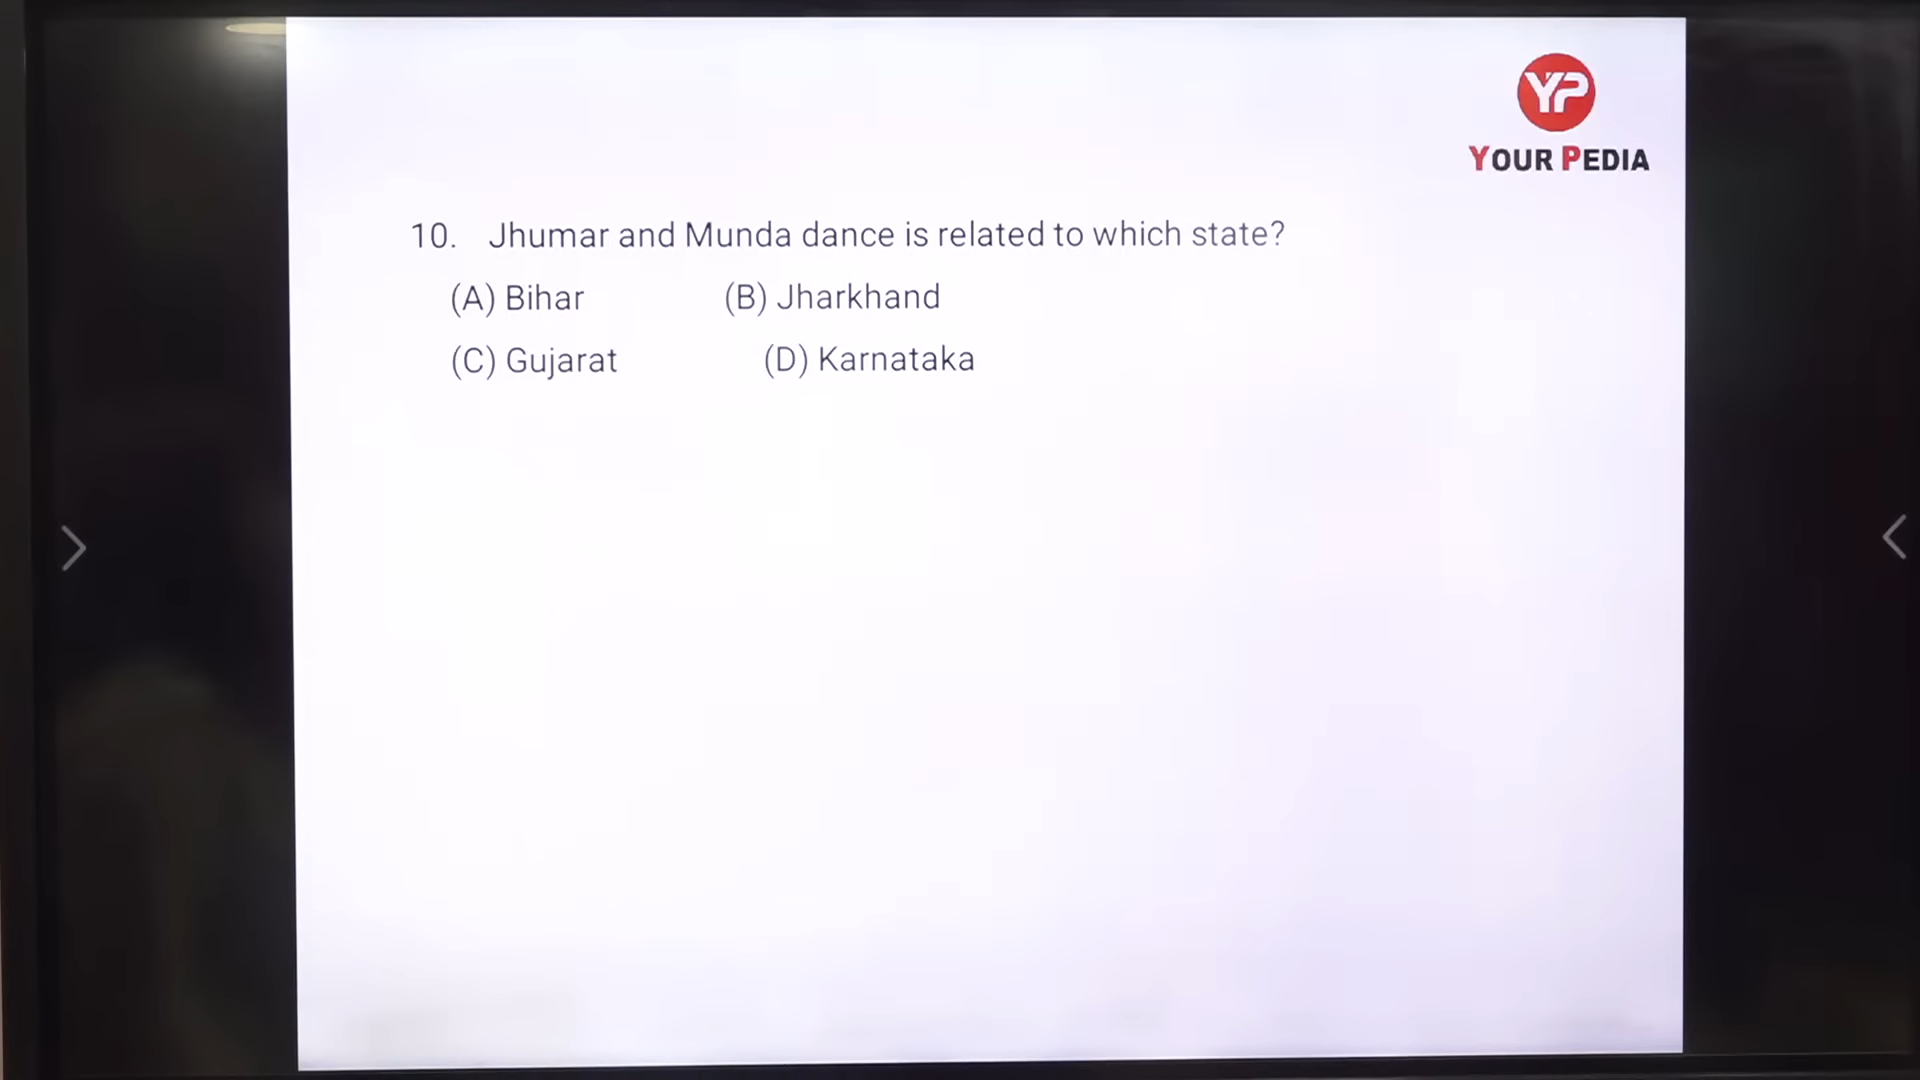 YP
YOUR PEDIA
10. Jhumar and Munda dance is related to which state?
(A) Bihar (B) Jharkhand
(C) Gujarat (D) Karnataka